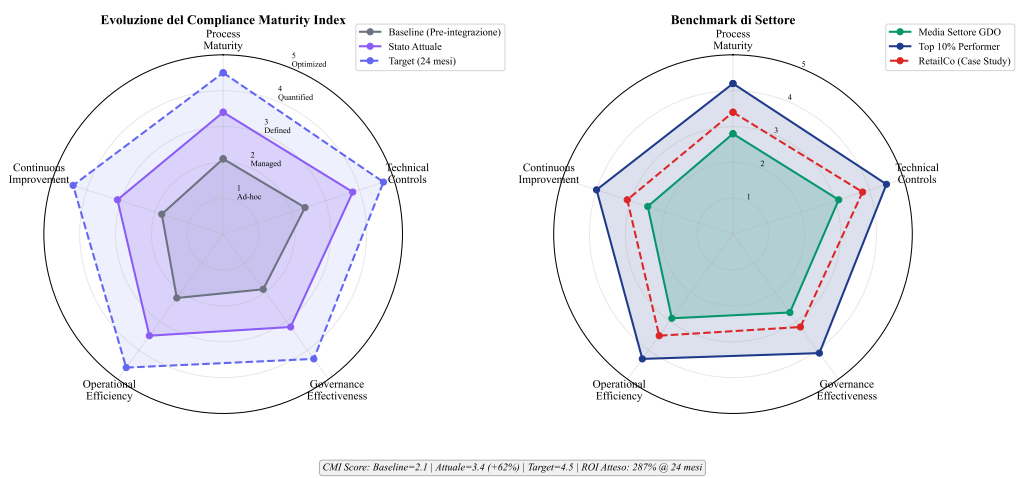 Evoluzione del Compliance Maturity Index
Process
Maturity
Baseline (Pre-integrazione)
Stato Attuale
Target (24 mesi)
5
Optimized
4
Quantified
3
Defined
2
Managed
1
Ad-hoc
Continuous
Improvement
Technical
Controls
Operational
Efficiency
Governance
Effectiveness
Benchmark di Settore
Process
Maturity
Media Settore GDO
Top 10% Performer
RetailCo (Case Study)
5
4
3
2
1
Continuous
Improvement
Technical
Controls
Operational
Efficiency
Governance
Effectiveness
CMI Score: Baseline=2.1 | Attuale=3.4 (+62%) | Target=4.5 | ROI Atteso: 287% @ 24 mesi